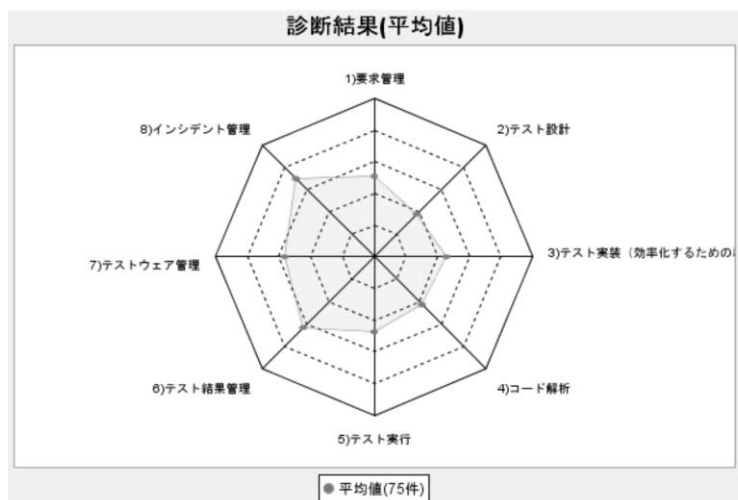 診断結果(平均値)
1)要求管理
8)インシデント管理
2)テスト設計
7)テストウェア管理
3)テスト実装（効率化するための
6)テスト結果管理
4)コード解析
5)テスト実行
平均値(75件)